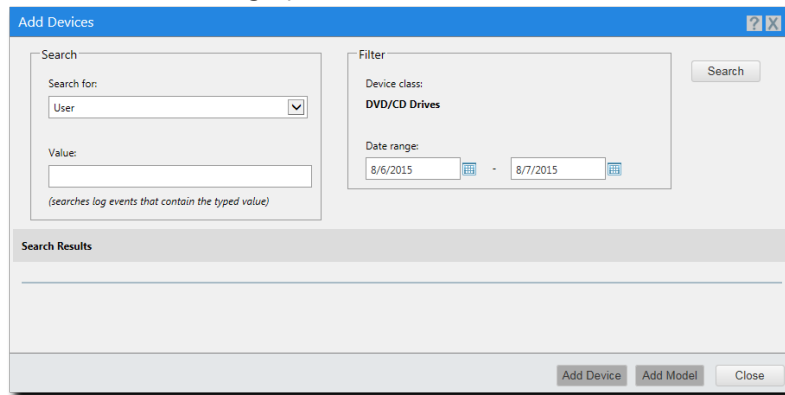 Add Devices
? X
Search
Search for:
User
Value:
(searches log events that contain the typed value)
Filter
Device class:
DVD/CD Drives
Date range:
8/6/2015 - 8/7/2015
Search
Search Results
Add Device Add Model Close